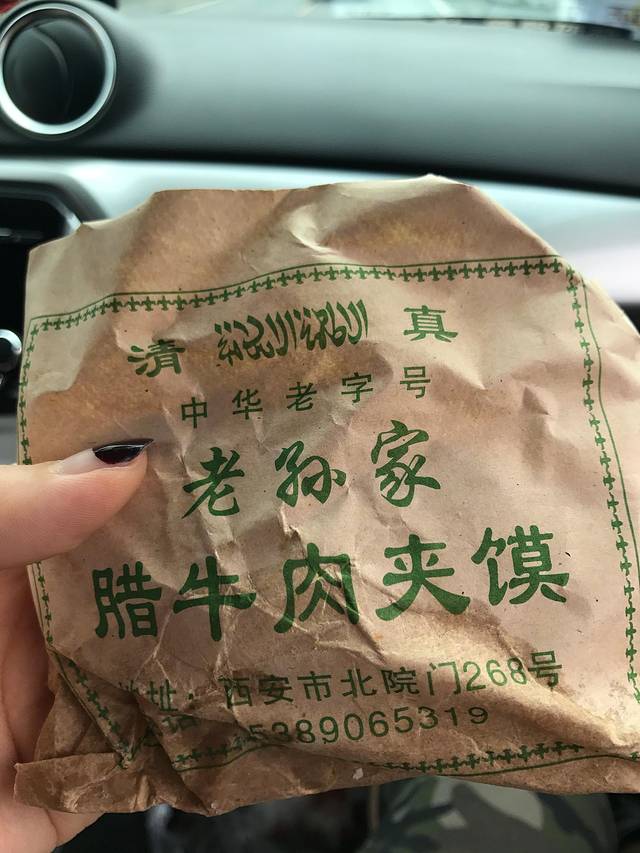 清 真
中华老字号
老孙家
腊牛肉夹馍
地址：西安市北院门268号
5389065319